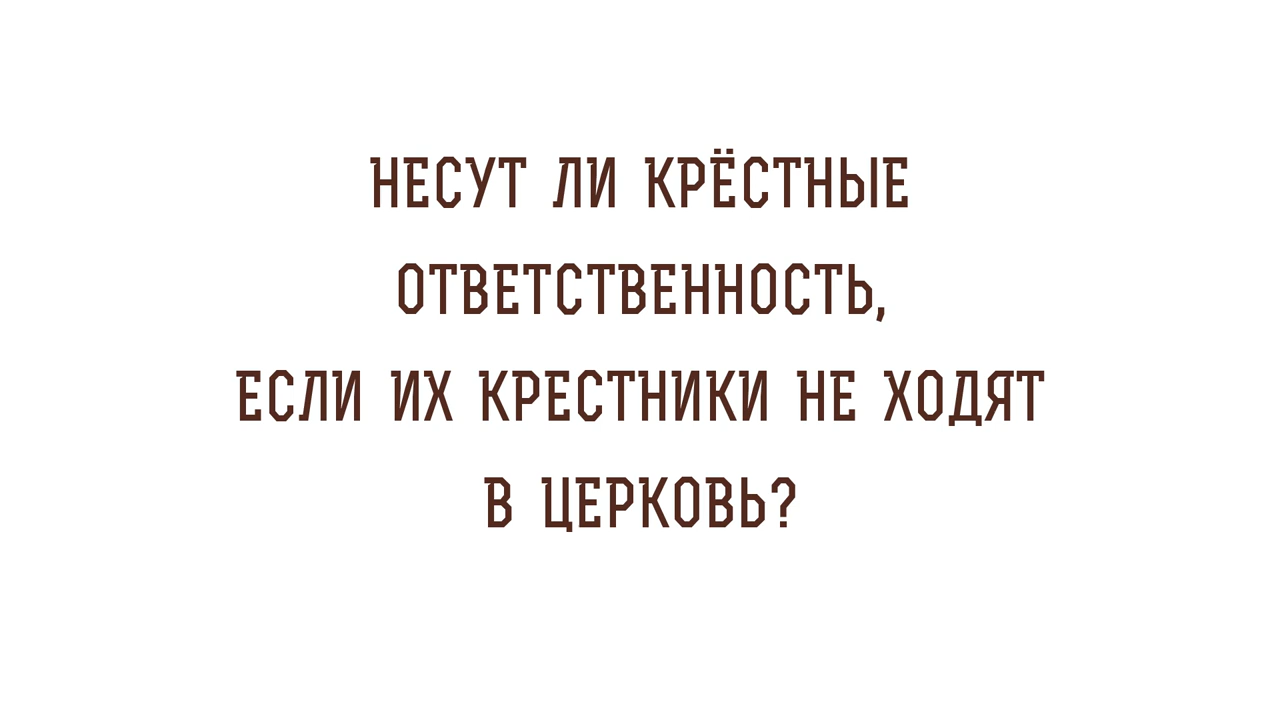 НЕСУТ ЛИ КРЁСТНЫЕ
ОТВЕТСТВЕННОСТЬ,
ЕСЛИ ИХ КРЕСТНИКИ НЕ ХОДЯТ
В ЦЕРКОВЬ?